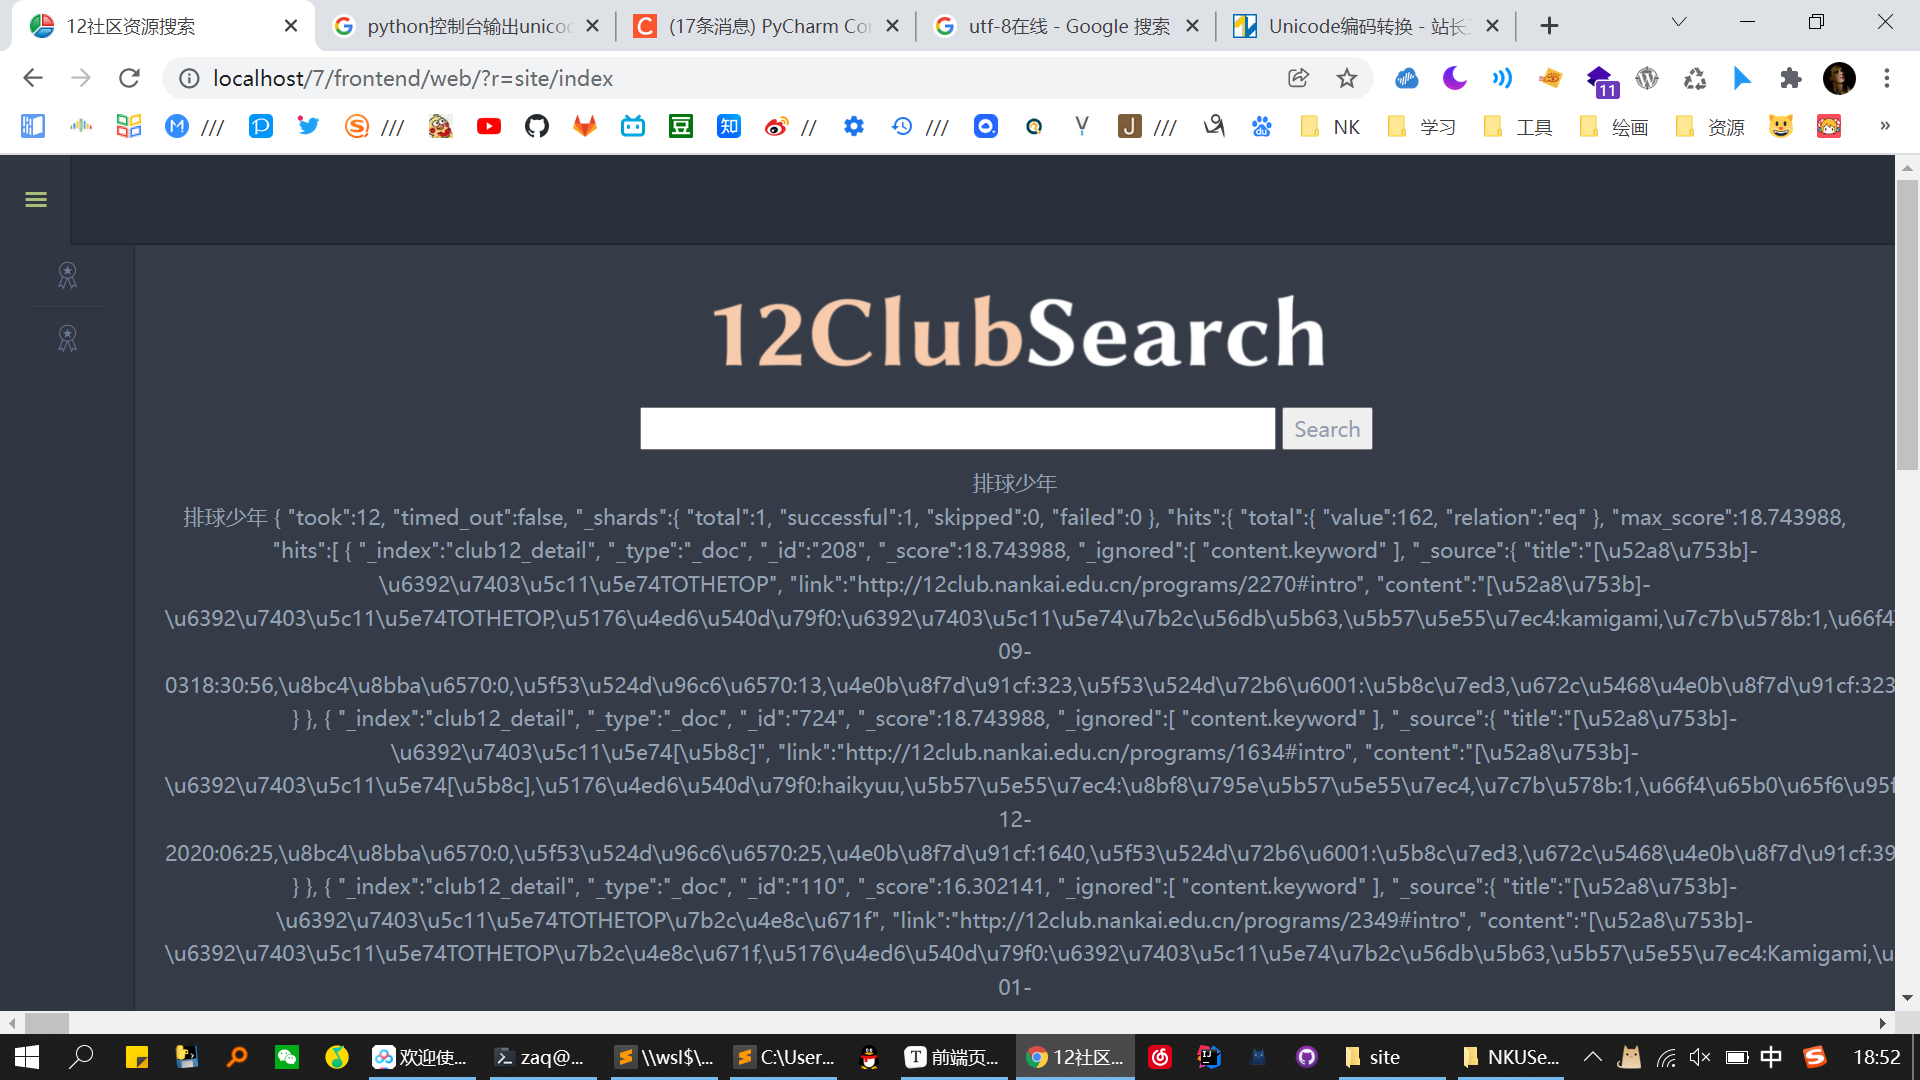 12社区资源搜索
python控制台输出unicod
(17条消息) PyCharm Cor
utf-8在线 - Google 搜索
Unicode编码转换 - 站长工
localhost/7/frontend/web/?r=site/index
11
///
///
//
///
///
NK
学习
工具
绘画
资源
»
12ClubSearch
Search
排球少年
排球少年 { "took":12, "timed_out":false, "_shards":{ "total":1, "successful":1, "skipped":0, "failed":0 }, "hits":{ "total":{ "value":162, "relation":"eq" }, "max_score":18.743988,
"hits":[ { "_index":"club12_detail", "_type":"_doc", "_id":"208", "_score":18.743988, "_ignored":[ "content.keyword" ], "_source":{ "title":"[\u52a8\u753b]-
\u6392\u7403\u5c11\u5e74TOTHETOP", "link":"http://12club.nankai.edu.cn/programs/2270#intro", "content":"[\u52a8\u753b]-
\u6392\u7403\u5c11\u5e74TOTHETOP,\u5176\u4ed6\u540d\u79f0:\u6392\u7403\u5c11\u5e74\u7b2c\u56db\u5b63,\u5b57\u5e55\u7ec4:kamigami,\u7c7b\u578b:1,\u66f4
09-
0318:30:56,\u8bc4\u8bba\u6570:0,\u5f53\u524d\u96c6\u6570:13,\u4e0b\u8f7d\u91cf:323,\u5f53\u524d\u72b6\u6001:\u5b8c\u7ed3,\u672c\u5468\u4e0b\u8f7d\u91cf:323
} }, { "_index":"club12_detail", "_type":"_doc", "_id":"724", "_score":18.743988, "_ignored":[ "content.keyword" ], "_source":{ "title":"[\u52a8\u753b]-
\u6392\u7403\u5c11\u5e74[\u5b8c]", "link":"http://12club.nankai.edu.cn/programs/1634#intro", "content":"[\u52a8\u753b]-
\u6392\u7403\u5c11\u5e74[\u5b8c],\u5176\u4ed6\u540d\u79f0:haikyuu,\u5b57\u5e55\u7ec4:\u8bf8\u795e\u5b57\u5e55\u7ec4,\u7c7b\u578b:1,\u66f4\u65b0\u65f6\u95f
12-
2020:06:25,\u8bc4\u8bba\u6570:0,\u5f53\u524d\u96c6\u6570:25,\u4e0b\u8f7d\u91cf:1640,\u5f53\u524d\u72b6\u6001:\u5b8c\u7ed3,\u672c\u5468\u4e0b\u8f7d\u91cf:39
} }, { "_index":"club12_detail", "_type":"_doc", "_id":"110", "_score":16.302141, "_ignored":[ "content.keyword" ], "_source":{ "title":"[\u52a8\u753b]-
\u6392\u7403\u5c11\u5e74TOTHETOP\u7b2c\u4e8c\u671f", "link":"http://12club.nankai.edu.cn/programs/2349#intro", "content":"[\u52a8\u753b]-
\u6392\u7403\u5c11\u5e74TOTHETOP\u7b2c\u4e8c\u671f,\u5176\u4ed6\u540d\u79f0:\u6392\u7403\u5c11\u5e74\u7b2c\u56db\u5b63,\u5b57\u5e55\u7ec4:Kamigami,\u
01-
欢迎使...
zaq@...
\\wsl$\...
C:\User...
前端页...
12社区...
site
NKUSe...
中
18:52